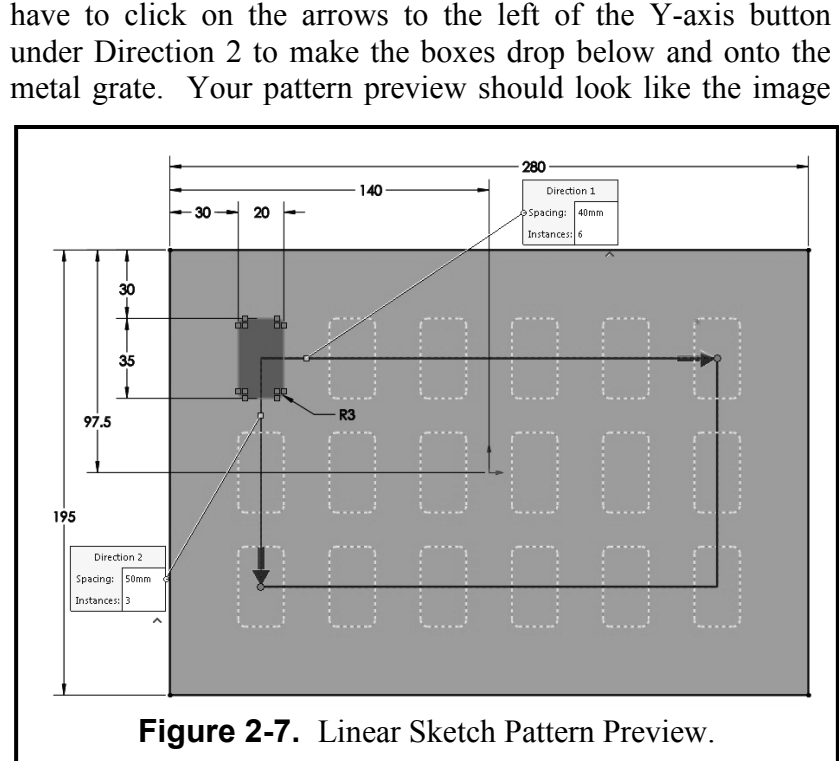 have to click on the arrows to the left of the Y-axis button
under Direction 2 to make the boxes drop below and onto the
metal grate. Your pattern preview should look like the image
280
140
30
20
Direction 1
Spacing: 40mm
Instances: 6
30
35
R3
97.5
195
Direction 2
Spacing: 50mm
Instances: 3
Figure 2-7. Linear Sketch Pattern Preview.